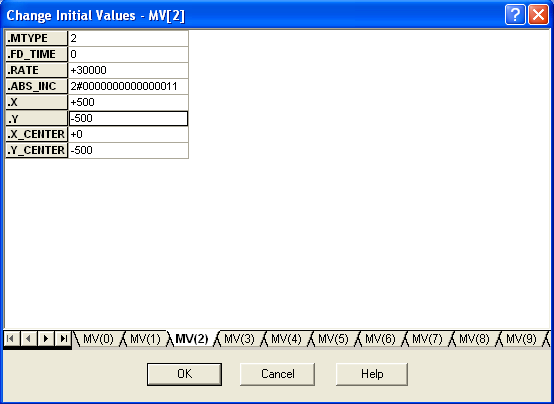 Change Initial Values - MV[2]
.MTYPE 2
.FD_TIME 0
.RATE +30000
.ABS_INC 2#0000000000000011
.X +500
.Y -500
.X_CENTER +0
.Y_CENTER -500
MV(0) MV(1) MV(2) MV(3) MV(4) MV(5) MV(6) MV(7) MV(8) MV(9)
OK Cancel Help